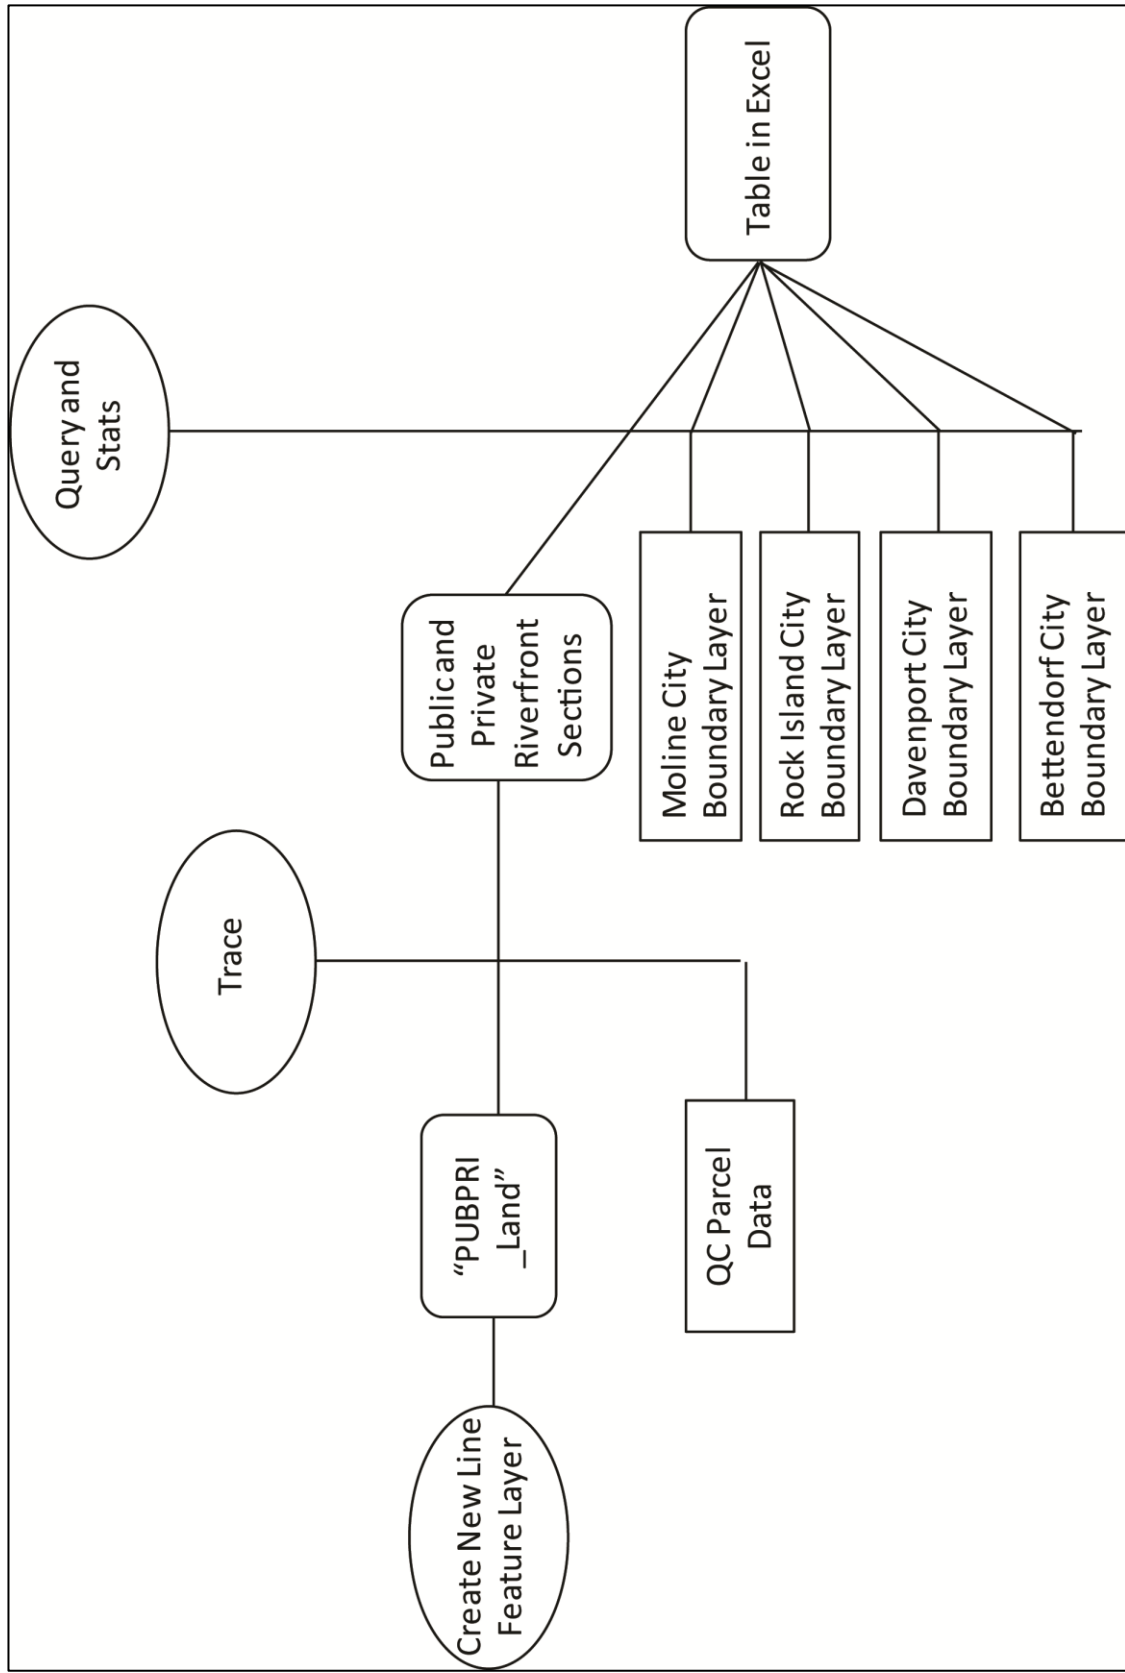 Create New Line
Feature Layer
“PUBPRI
_Land”
QC Parcel
Data
Trace
Public and
Private
Riverfront
Sections
Moline City
Boundary Layer
Rock Island City
Boundary Layer
Davenport City
Boundary Layer
Bettendorf City
Boundary Layer
Query and
Stats
Table in Excel